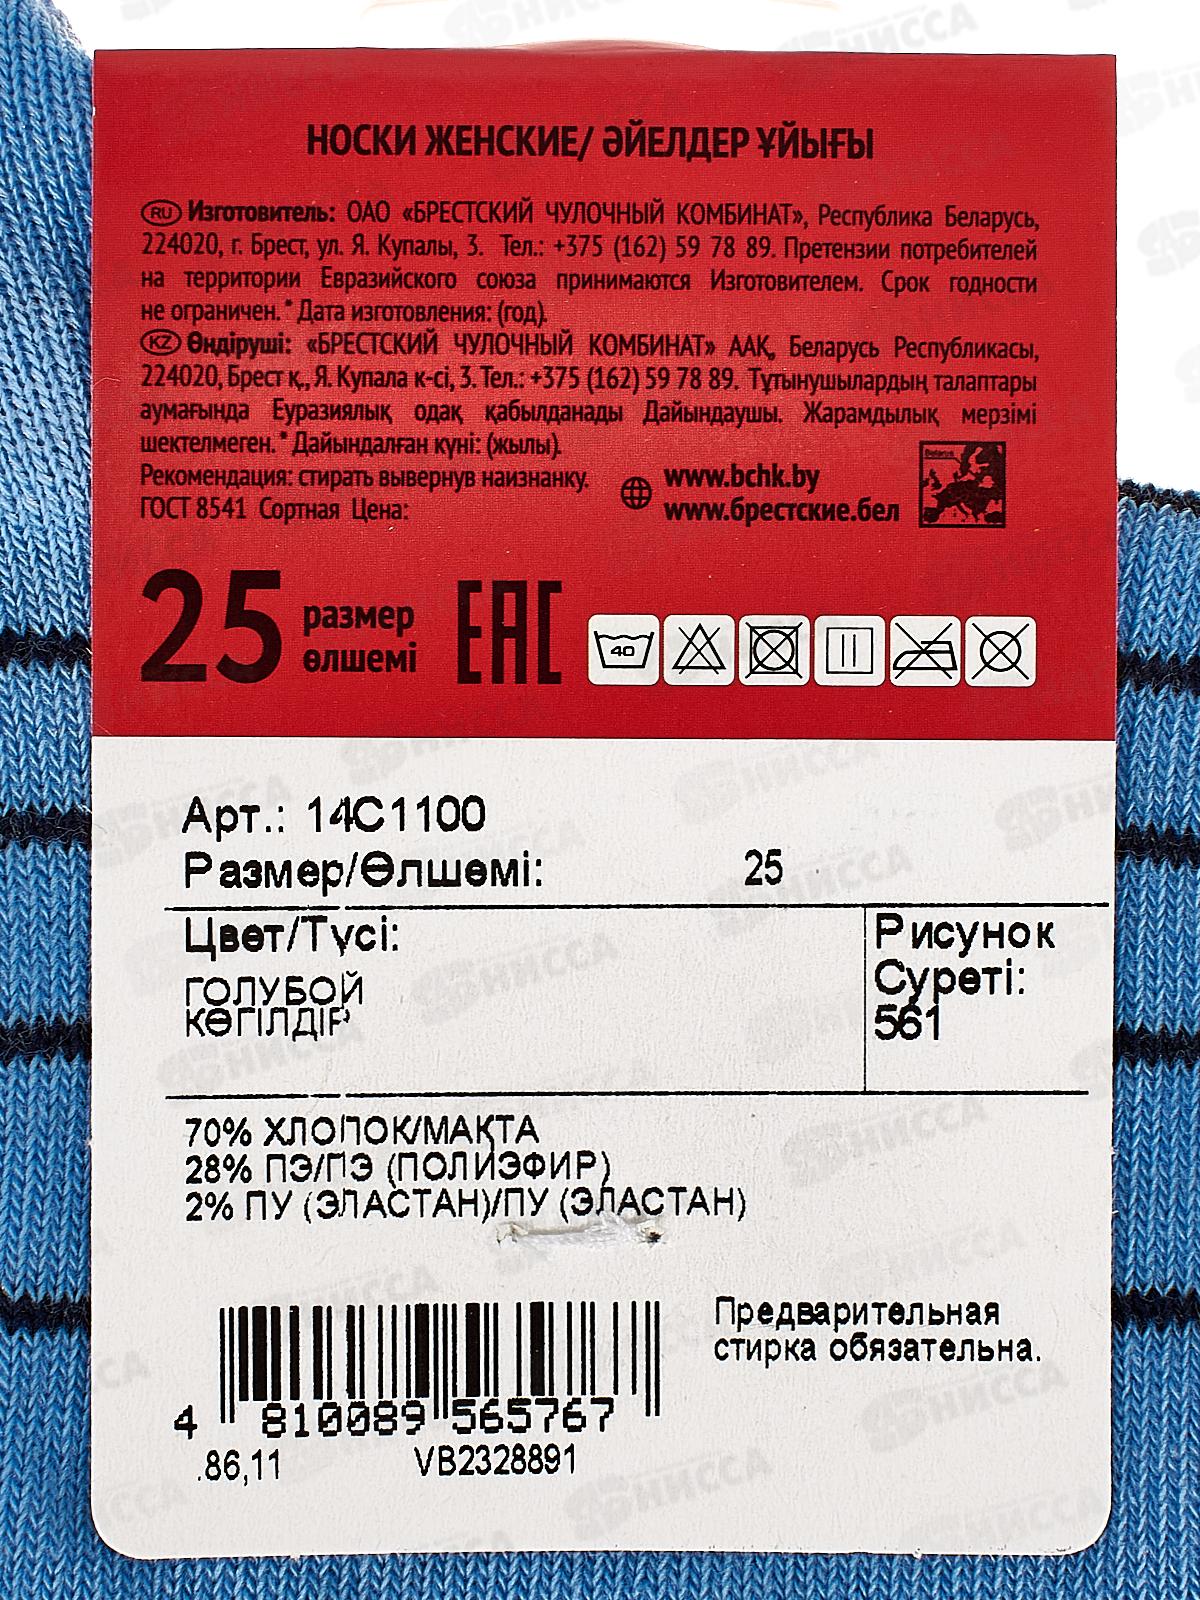 НОСКИ ЖЕНСКИЕ/ ӘЙЕЛДЕР ҰЙЫҒЫ
RU Изготовитель: ОАО «БРЕСТСКИЙ ЧУЛОЧНЫЙ КОМБИНАТ», Республика Беларусь,
224020, г. Брест, ул. Я. Купалы, 3. Тел.: +375 (162) 59 78 89. Претензии потребителей
на территории Евразийского союза принимаются Изготовителем. Срок годности
не ограничен.* Дата изготовления: (год).
KZ Өндіруші: «БРЕСТСКИЙ ЧУЛОЧНЫЙ КОМБИНАТ» ААҚ, Беларусь Республикасы,
224020, Брест қ., Я. Купала к-сі, 3. Тел.: +375 (162) 59 78 89. Тұтынушылардың талаптары
аумағында Еуразиялық одақ қабылданады Дайындаушы. Жарамдылық мерзімі
шектелмеген.* Дайындалған күні: (жылы).
Рекомендация: стирать вывернув наизнанку.
ГОСТ 8541 Сортная Цена:
www.bchk.by
www.брестские.бел
Belarus
25 размер
өлшемі
EAC
40
Арт.: 14С1100
Размер/Өлшемі: 25
Цвет/Түсі:
ГОЛУБОЙ
КӨГІЛДІР
Рисунок
Суреті:
561
70% ХЛОПОК/МАҚТА
28% ПЭ/ПЭ (ПОЛИЭФИР)
2% ПУ (ЭЛАСТАН)/ПУ (ЭЛАСТАН)
Предварительная
стирка обязательна.
4 810089 565767
.86,11 VB2328891
НИССА